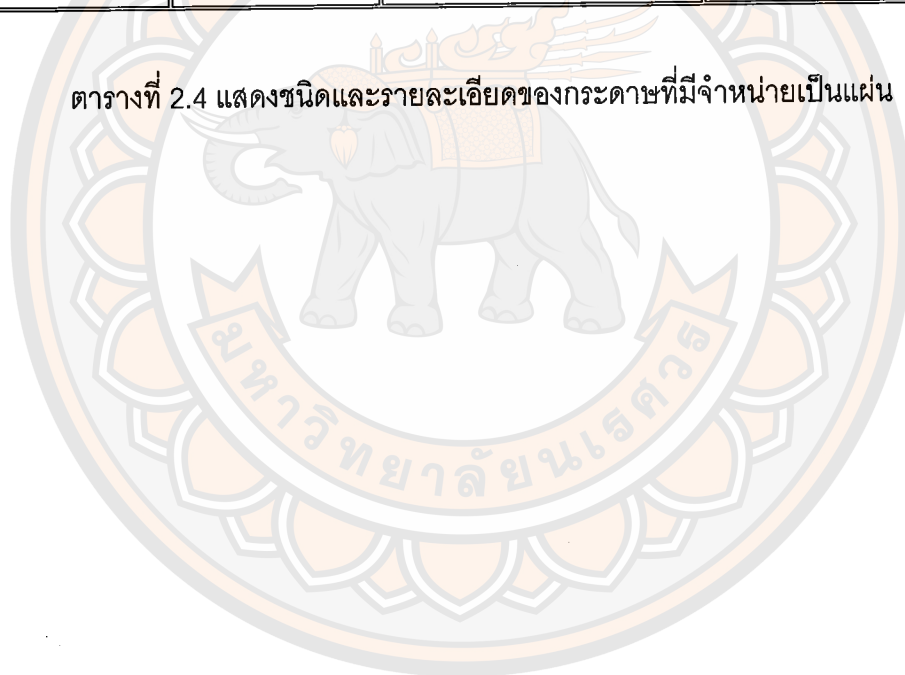 ตารางที่ 2.4 แสดงชนิดและรายละเอียดของกระดาษที่มีจำหน่ายเป็นแผ่น
มหาวิทยาลัยนเรศวร